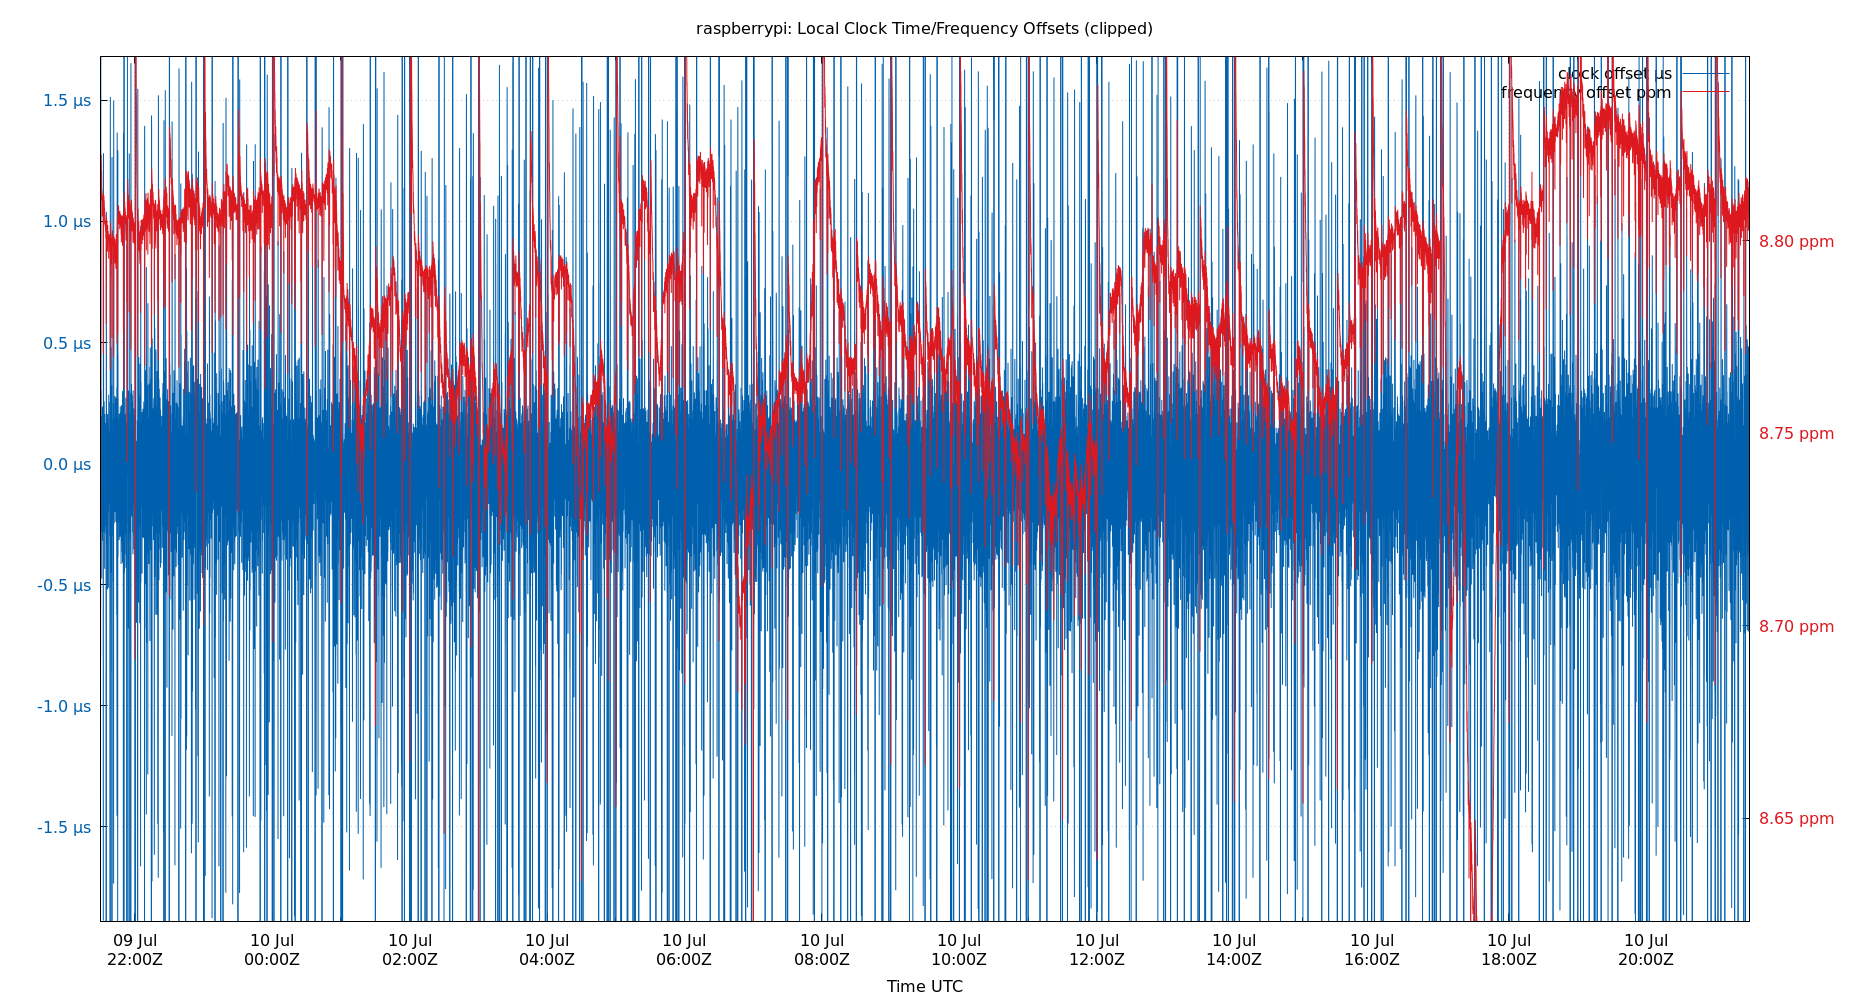 raspberrypi: Local Clock Time/Frequency Offsets (clipped)
clock offset µs
frequency offset ppm
1.5 µs
1.0 µs
0.5 µs
0.0 µs
-0.5 µs
-1.0 µs
-1.5 µs
8.80 ppm
8.75 ppm
8.70 ppm
8.65 ppm
09 Jul
22:00Z
10 Jul
00:00Z
10 Jul
02:00Z
10 Jul
04:00Z
10 Jul
06:00Z
10 Jul
08:00Z
10 Jul
10:00Z
10 Jul
12:00Z
10 Jul
14:00Z
10 Jul
16:00Z
10 Jul
18:00Z
10 Jul
20:00Z
Time UTC